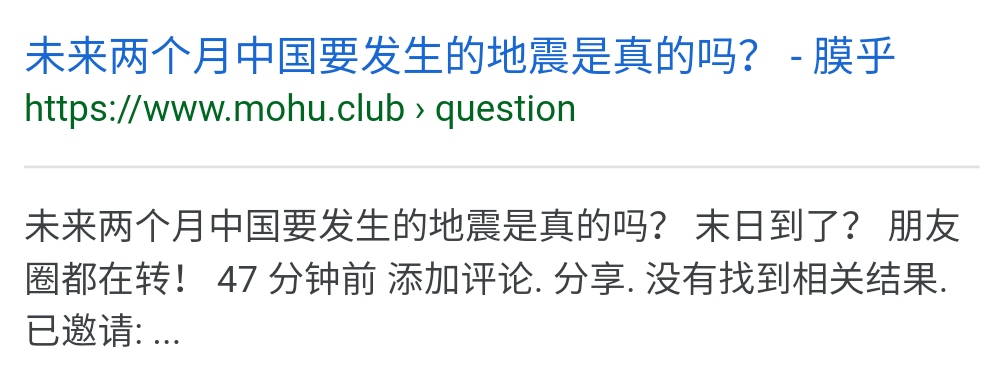 未来两个月中国要发生的地震是真的吗？ - 膜乎
https://www.mohu.club › question
未来两个月中国要发生的地震是真的吗？ 末日到了？ 朋友
圈都在转！ 47 分钟前 添加评论. 分享. 没有找到相关结果.
已邀请: ...